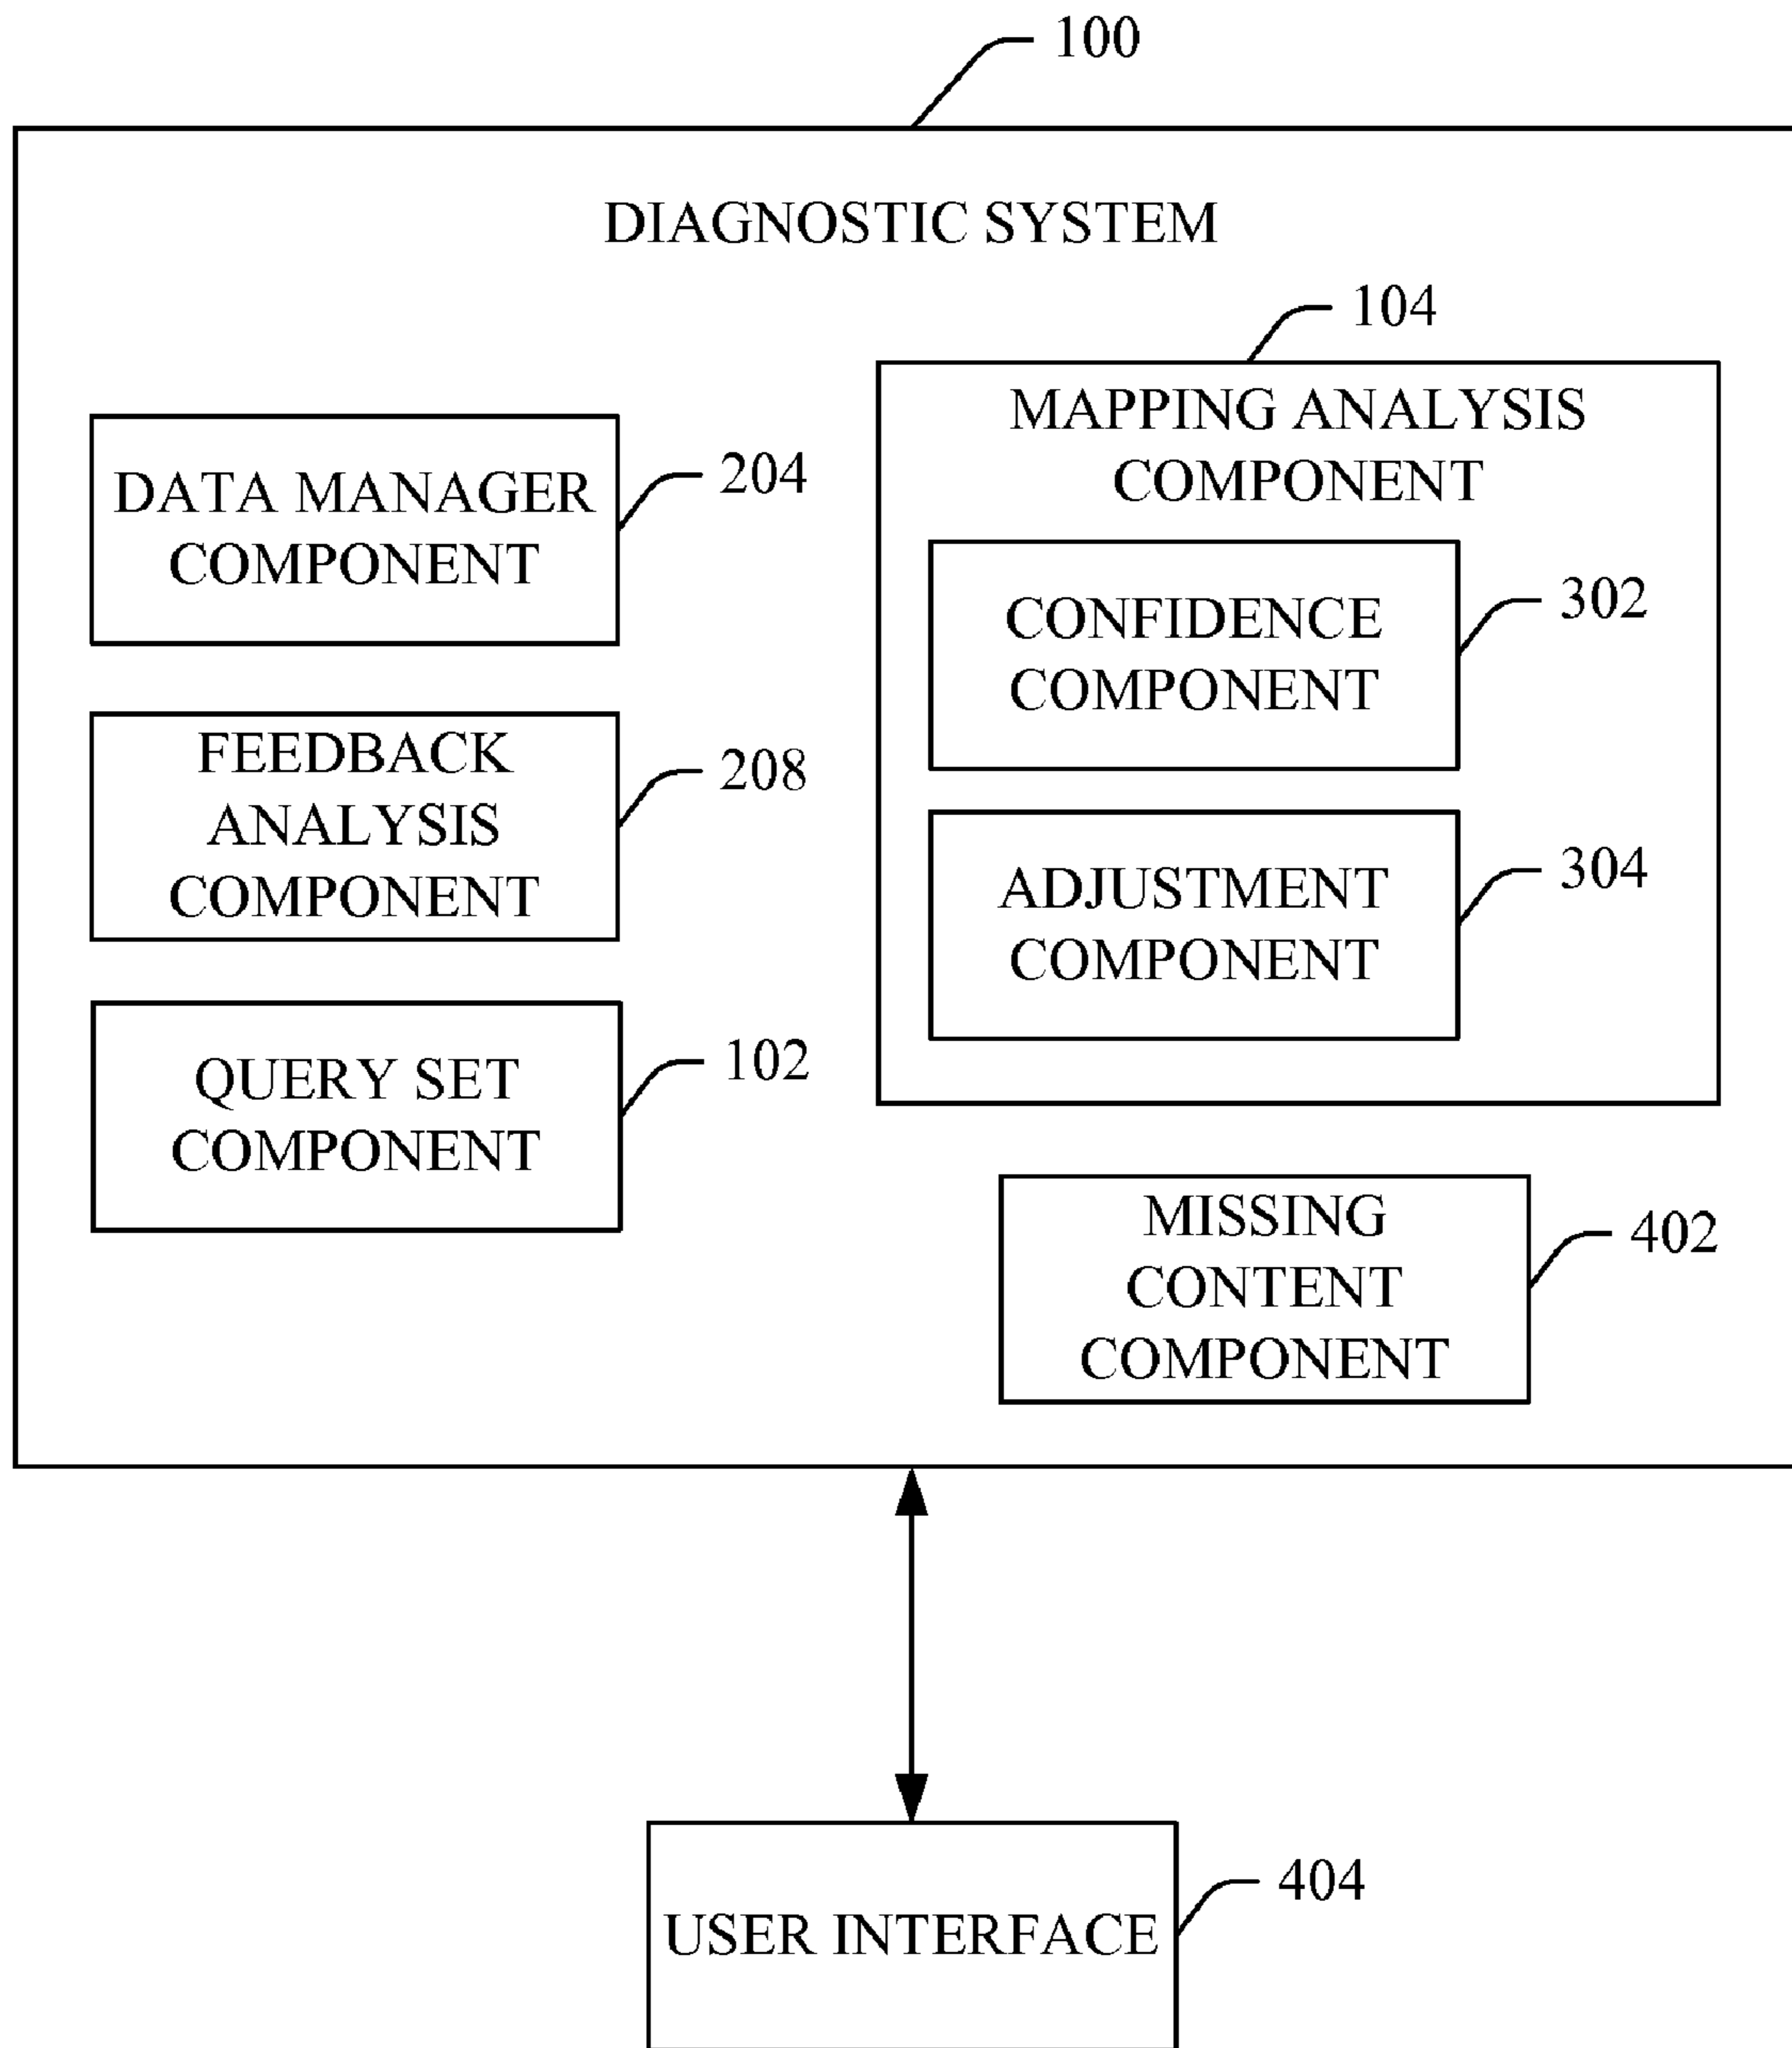 100
DIAGNOSTIC SYSTEM
104
MAPPING ANALYSIS
COMPONENT
DATA MANAGER
COMPONENT
204
CONFIDENCE
COMPONENT
302
FEEDBACK
ANALYSIS
COMPONENT
208
ADJUSTMENT
COMPONENT
304
QUERY SET
COMPONENT
102
MISSING
CONTENT
COMPONENT
402
USER INTERFACE
404